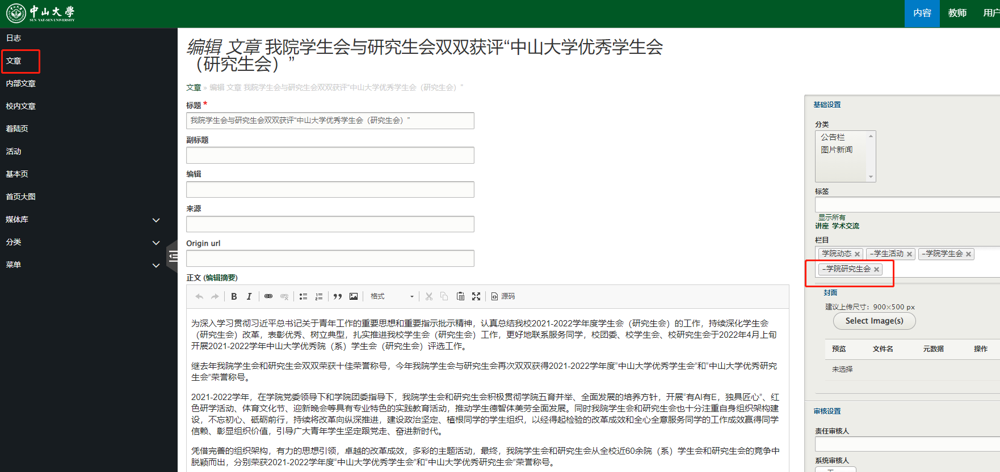 中山大學
SUN YAT-SEN UNIVERSITY
内容
教师
用户
日志
文章
内部文章
校内文章
着陆页
活动
基本页
首页大图
媒体库
分类
菜单
编辑 文章 我院学生会与研究生会双双获评“中山大学优秀学生会
（研究生会）”
文章 » 编辑 文章 我院学生会与研究生会双双获评“中山大学优秀学生会（研究生会）”
标题 *
我院学生会与研究生会双双获评“中山大学优秀学生会（研究生会）”
副标题
编辑
来源
Origin url
正文 (编辑摘要)
B I 格式 源码
为深入学习贯彻习近平总书记关于青年工作的重要思想和重要指示批示精神，认真总结我校2021-2022学年度学生会（研究生会）的工作，持续深化学生会
（研究生会）改革，表彰优秀、树立典型，扎实推进我校学生会（研究生会）工作，更好地联系服务同学，校团委、校学生会、校研究生会于2022年4月上旬
开展2021-2022学年中山大学优秀院（系）学生会（研究生会）评选工作。
继去年我院学生会和研究生会双双荣获十佳荣誉称号，今年我院学生会与研究生会再次双双获得2021-2022学年度“中山大学优秀学生会”和“中山大学优秀研究
生会”荣誉称号。
2021-2022学年，在学院党委领导下和学院团委指导下，我院学生会和研究生会积极贯彻学院五育并举、全面发展的培养方针，开展“有AI有E，独具匠心”、红
色研学活动、体育文化节、迎新晚会等具有专业特色的实践教育活动，推动学生德智体美劳全面发展。同时我院学生会和研究生会也十分注重自身组织架构建
设，不忘初心、砥砺前行，持续将改革向纵深推进，建设政治坚定、植根同学的学生组织，以经得起检验的改革成效和全心全意服务同学的工作成效赢得同学
信赖、彰显组织价值，引导广大青年学生坚定跟党走、奋进新时代。
凭借完善的组织架构，有力的思想引领，卓越的改革成效，多彩的主题活动，最终，我院学生会和研究生会从全校近60余院（系）学生会和研究生会的竞争中
脱颖而出，分别荣获2021-2022学年度“中山大学优秀学生会”和“中山大学优秀研究生会”荣誉称号。
基础设置
分类
公告栏
图片新闻
标签
显示所有
讲座 学术交流
栏目
学院动态 -学生活动 -学院学生会
-学院研究生会
封面
建议上传尺寸：900×500 px
Select Image(s)
预览 文件名 元数据 操作
未选择
审核设置
责任审核人
系统审核人